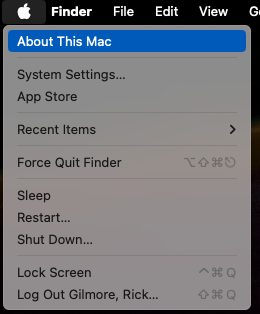 Finder File Edit View
About This Mac
System Settings...
App Store
Recent Items
Force Quit Finder ⌥⇧⌘⎋
Sleep
Restart...
Shut Down...
Lock Screen ^⌘Q
Log Out Gilmore, Rick... ⇧⌘Q